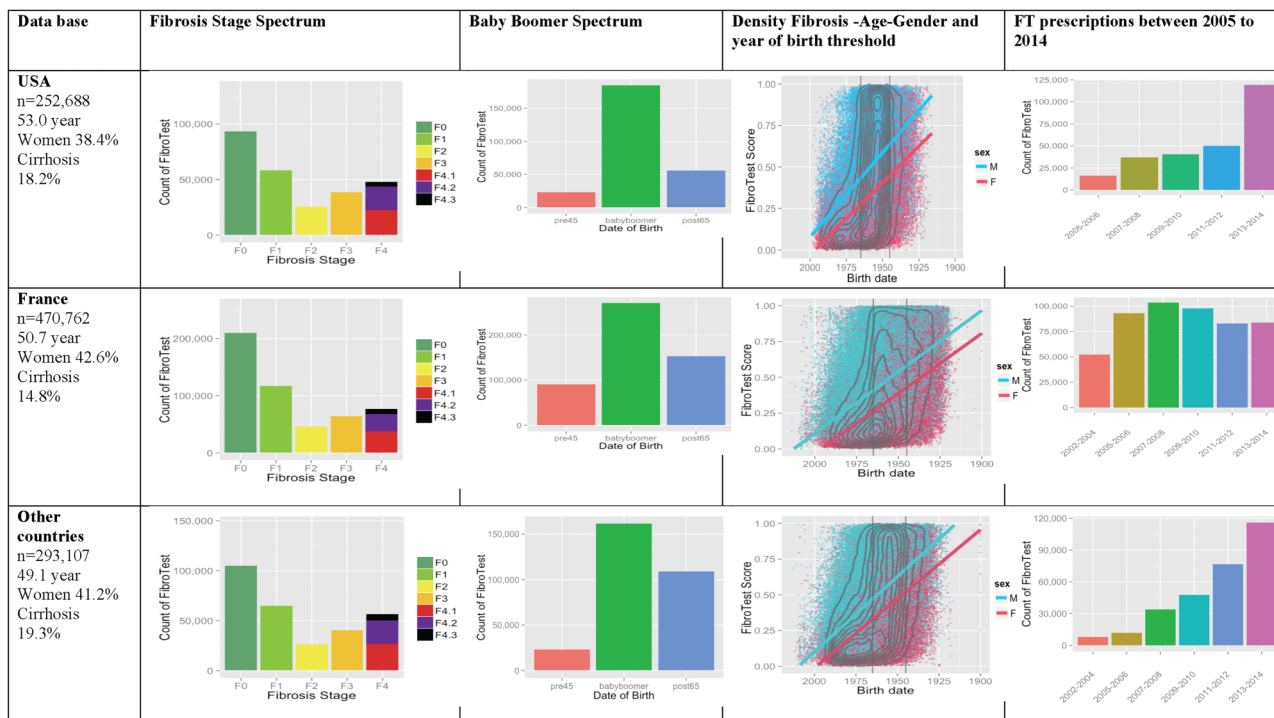 Data base
Fibrosis Stage Spectrum
Baby Boomer Spectrum
Density Fibrosis -Age-Gender and
year of birth threshold
FT prescriptions between 2005 to
2014
USA
n=252,688
53.0 year
Women 38.4%
Cirrhosis
18.2%
Count of FibroTest
100,000
50,000
0
F0 F1 F2 F3 F4
Fibrosis Stage
F0
F1
F2
F3
F4.1
F4.2
F4.3
Count of FibroTest
150,000
100,000
50,000
0
pre45 babyboomer post65
Date of Birth
FibroTest Score
1.00
0.75
0.50
0.25
0.00
2000 1975 1950 1925 1900
Birth date
sex
M
F
Count of FibroTest
125,000
100,000
75,000
50,000
25,000
0
2005-2006 2007-2008 2009-2010 2011-2012 2013-2014
France
n=470,762
50.7 year
Women 42.6%
Cirrhosis
14.8%
Count of FibroTest
200,000
100,000
0
F0 F1 F2 F3 F4
Fibrosis Stage
F0
F1
F2
F3
F4.1
F4.2
F4.3
Count of FibroTest
200,000
100,000
0
pre45 babyboomer post65
Date of Birth
FibroTest Score
1.00
0.75
0.50
0.25
0.00
2000 1975 1950 1925 1900
Birth date
sex
M
F
Count of FibroTest
100,000
75,000
50,000
25,000
0
2002-2004 2005-2006 2007-2008 2009-2010 2011-2012 2013-2014
Other
countries
n=293,107
49.1 year
Women 41.2%
Cirrhosis
19.3%
Count of FibroTest
150,000
100,000
50,000
0
F0 F1 F2 F3 F4
Fibrosis Stage
F0
F1
F2
F3
F4.1
F4.2
F4.3
Count of FibroTest
150,000
100,000
50,000
0
pre45 babyboomer post65
Date of Birth
FibroTest Score
1.00
0.75
0.50
0.25
0.00
2000 1975 1950 1925 1900
Birth date
sex
M
F
Count of FibroTest
120,000
90,000
60,000
30,000
0
2002-2004 2005-2006 2007-2008 2009-2010 2011-2012 2013-2014